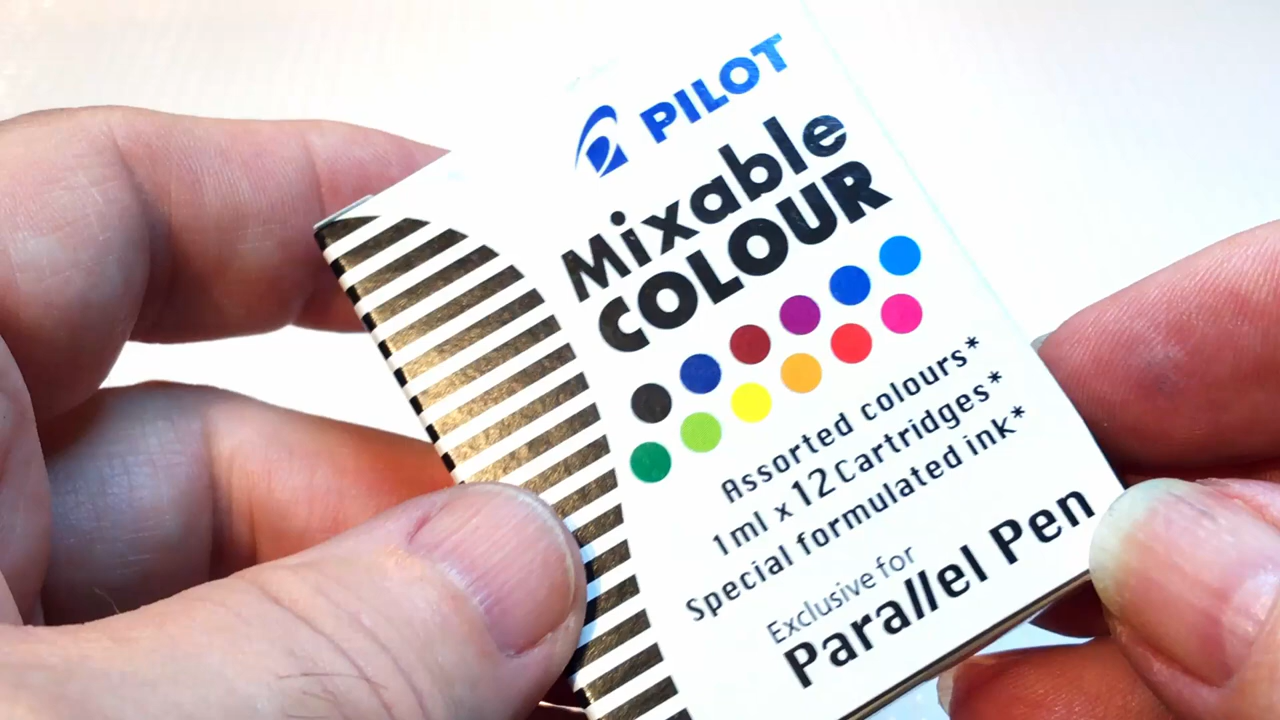 PILOT
Mixable
COLOUR
Assorted colours*
1ml x 12 Cartridges*
Special formulated ink*
Exclusive for
Parallel Pen